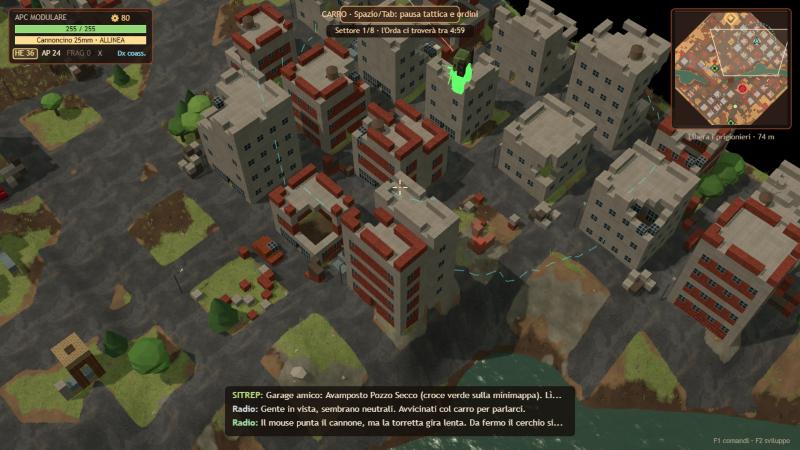 APC MODULARE 80
255 / 255
Cannoncino 25mm · ALLINEA
HE 36 AP 24 FRAG 0 X Dx coass.
CARRO · Spazio/Tab: pausa tattica e ordini
Settore 1/8 · l'Orda ci troverà tra 4:59
Libera i prigionieri · 74 m
SITREP: Garage amico: Avamposto Pozzo Secco (croce verde sulla minimappa). Lì...
Radio: Gente in vista, sembrano neutrali. Avvicinati col carro per parlarci.
Radio: Il mouse punta il cannone, ma la torretta gira lenta. Da fermo il cerchio si...
F1 comandi · F2 sviluppo